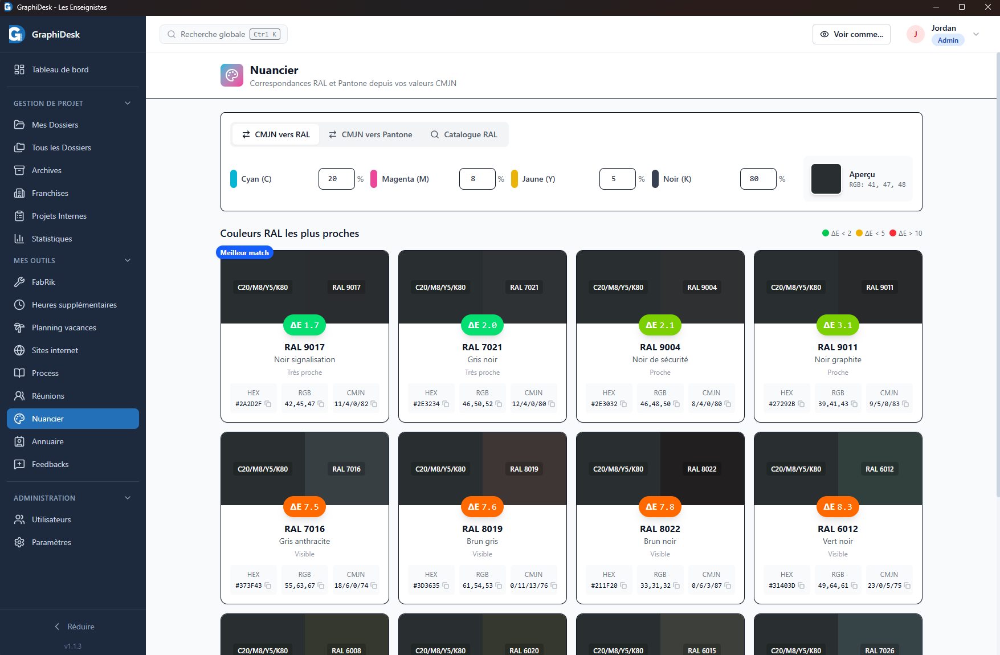 GraphiDesk - Les Enseignistes
GraphiDesk
Recherche globale Ctrl K
Voir comme...
J
Jordan
Admin
Tableau de bord
GESTION DE PROJET
Mes Dossiers
Tous les Dossiers
Archives
Franchises
Projets Internes
Statistiques
MES OUTILS
FabRik
Heures supplémentaires
Planning vacances
Sites internet
Process
Réunions
Nuancier
Annuaire
Feedbacks
ADMINISTRATION
Utilisateurs
Paramètres
Réduire
v1.1.3
Nuancier
Correspondances RAL et Pantone depuis vos valeurs CMJN
CMJN vers RAL CMJN vers Pantone Catalogue RAL
Cyan (C) 20 % Magenta (M) 8 % Jaune (Y) 5 % Noir (K) 80 %
Aperçu
RGB: 41, 47, 48
Couleurs RAL les plus proches
ΔE < 2 ΔE < 5 ΔE > 10
Meilleur match
C20/M8/Y5/K80 RAL 9017
ΔE 1.7
RAL 9017
Noir signalisation
Très proche
HEX RGB CMJN
#2A2D2F 42,45,47 11/4/0/82
C20/M8/Y5/K80 RAL 7021
ΔE 2.0
RAL 7021
Gris noir
Très proche
HEX RGB CMJN
#2E3234 46,50,52 12/4/0/80
C20/M8/Y5/K80 RAL 9004
ΔE 2.1
RAL 9004
Noir de sécurité
Proche
HEX RGB CMJN
#2E3032 46,48,50 8/4/0/80
C20/M8/Y5/K80 RAL 9011
ΔE 3.1
RAL 9011
Noir graphite
Proche
HEX RGB CMJN
#27292B 39,41,43 9/5/0/83
C20/M8/Y5/K80 RAL 7016
ΔE 7.5
RAL 7016
Gris anthracite
Visible
HEX RGB CMJN
#373F43 55,63,67 18/6/0/74
C20/M8/Y5/K80 RAL 8019
ΔE 7.6
RAL 8019
Brun gris
Visible
HEX RGB CMJN
#3D3635 61,54,53 0/11/13/76
C20/M8/Y5/K80 RAL 8022
ΔE 7.8
RAL 8022
Brun noir
Visible
HEX RGB CMJN
#211F20 33,31,32 0/6/3/87
C20/M8/Y5/K80 RAL 6012
ΔE 8.3
RAL 6012
Vert noir
Visible
HEX RGB CMJN
#31403D 49,64,61 23/0/5/75
C20/M8/Y5/K80 RAL 6008
C20/M8/Y5/K80 RAL 6020
C20/M8/Y5/K80 RAL 6015
C20/M8/Y5/K80 RAL 7026